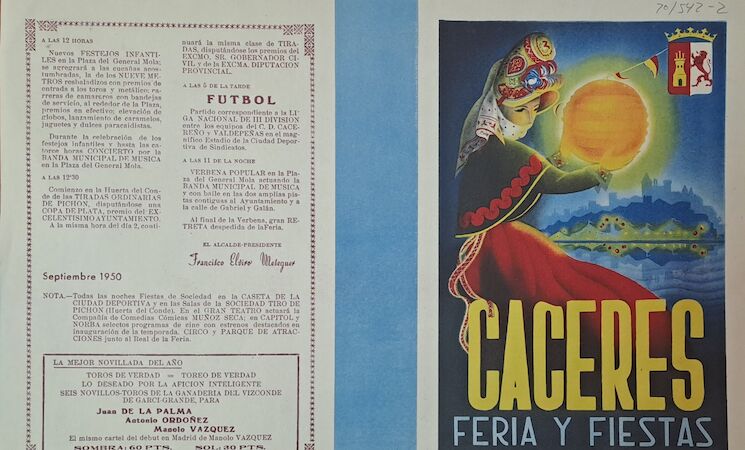 A LAS 12 HORAS
Nuevos FESTEJOS INFANTI-
LES en la Plaza del General Mola;
se agregrará a las cucañas acos-
tumbradas, la de los NUEVE ME-
TROS resbaladizos con premios de
entrada a los toros y metálico; ca-
rreras de camareros con bandejas
de servicio, al rededor de la Plaza,
premios en efectivo; elevación de
globos, lanzamiento de caramelos,
juguetes y dulces paracaidistas.
Durante la celebración de los
festejos infantiles y hasta las ca-
torce horas CONCIERTO por la
BANDA MUNICIPAL DE MUSICA
en la Plaza del General Mola.
A LAS 12'30
Comienzo en la Huerta del Con-
de de las TIRADAS ORDINARIAS
DE PICHON, disputándose una
COPA DE PLATA, premio del EX-
CELENTISIMO AYUNTAMIENTO.
A la misma hora del día 2, conti-
nuará la misma clase de TIRA-
DAS, disputándose los premios del
EXCMO. SR. GOBERNADOR CI-
VIL y de la EXCMA. DIPUTACION
PROVINCIAL.
A LAS 5 DE LA TARDE
FUTBOL
Partido correspondiente a la LI-
GA NACIONAL DE III DIVISION
entre los equipos del C. D. CACE-
REÑO y VALDEPEÑAS en el mag-
nífico Estadio de la Ciudad Deporti-
va de Sindicatos.
A LAS 11 DE LA NOCHE
VERBENA POPULAR en la Pla-
za del General Mola actuando la
BANDA MUNICIPAL DE MUSICA
y con baile en las dos amplias pis-
tas contiguas al Ayuntamiento y a
la calle de Gabriel y Galán.
Al final de la Verbena, gran RE-
TRETA despedida de la Feria.
EL ALCALDE-PRESIDENTE
Francisco Elviro Meseguer
Septiembre 1950
NOTA.—Todas las noches Fiestas de Sociedad en la CASETA DE LA
CIUDAD DEPORTIVA y en las Salas de la SOCIEDAD TIRO DE
PICHON (Huerta del Conde). En el GRAN TEATRO actuará la
Compañía de Comedias Cómicas MUÑOZ SECA; en CAPITOL y
NORBA selectos programas de cine con estrenos destacados en
inauguración de la temporada. CIRCO y PARQUE DE ATRAC-
CIONES junto al Real de la Feria.
LA MEJOR NOVILLADA DEL AÑO
TOROS DE VERDAD = TOREO DE VERDAD
LO DESEADO POR LA AFICION INTELIGENTE
SEIS NOVILLOS-TOROS DE LA GANADERIA DEL VIZCONDE
DE GARCI-GRANDE, PARA
Juan DE LA PALMA
Antonio ORDOÑEZ
Manolo VAZQUEZ
El mismo cartel del debut en Madrid de Manolo VAZQUEZ
SOMBRA: 60 PTS. SOL: 30 PTS.
70/542-2
CACERES
FERIA Y FIESTAS